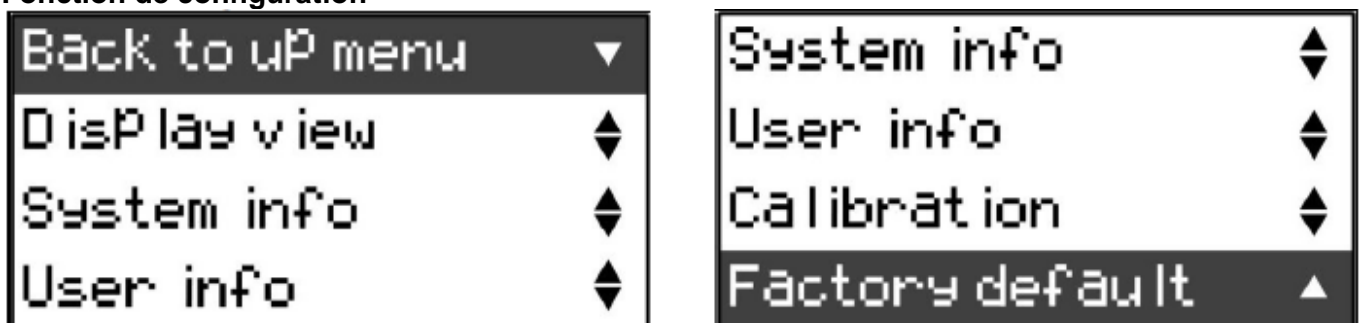 Fonction de configuration
Back to uP menu
Display view
System info
User info
System info
User info
Calibration
Factory default